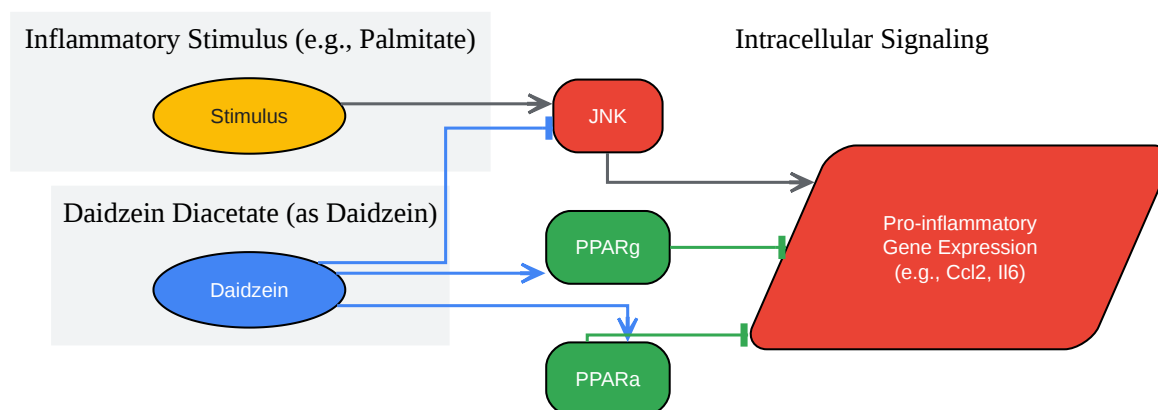 Inflammatory Stimulus (e.g., Palmitate)
Intracellular Signaling
Stimulus
JNK
Daidzein Diacetate (as Daidzein)
Daidzein
PPARg
PPARa
Pro-inflammatory
Gene Expression
(e.g., Ccl2, Il6)